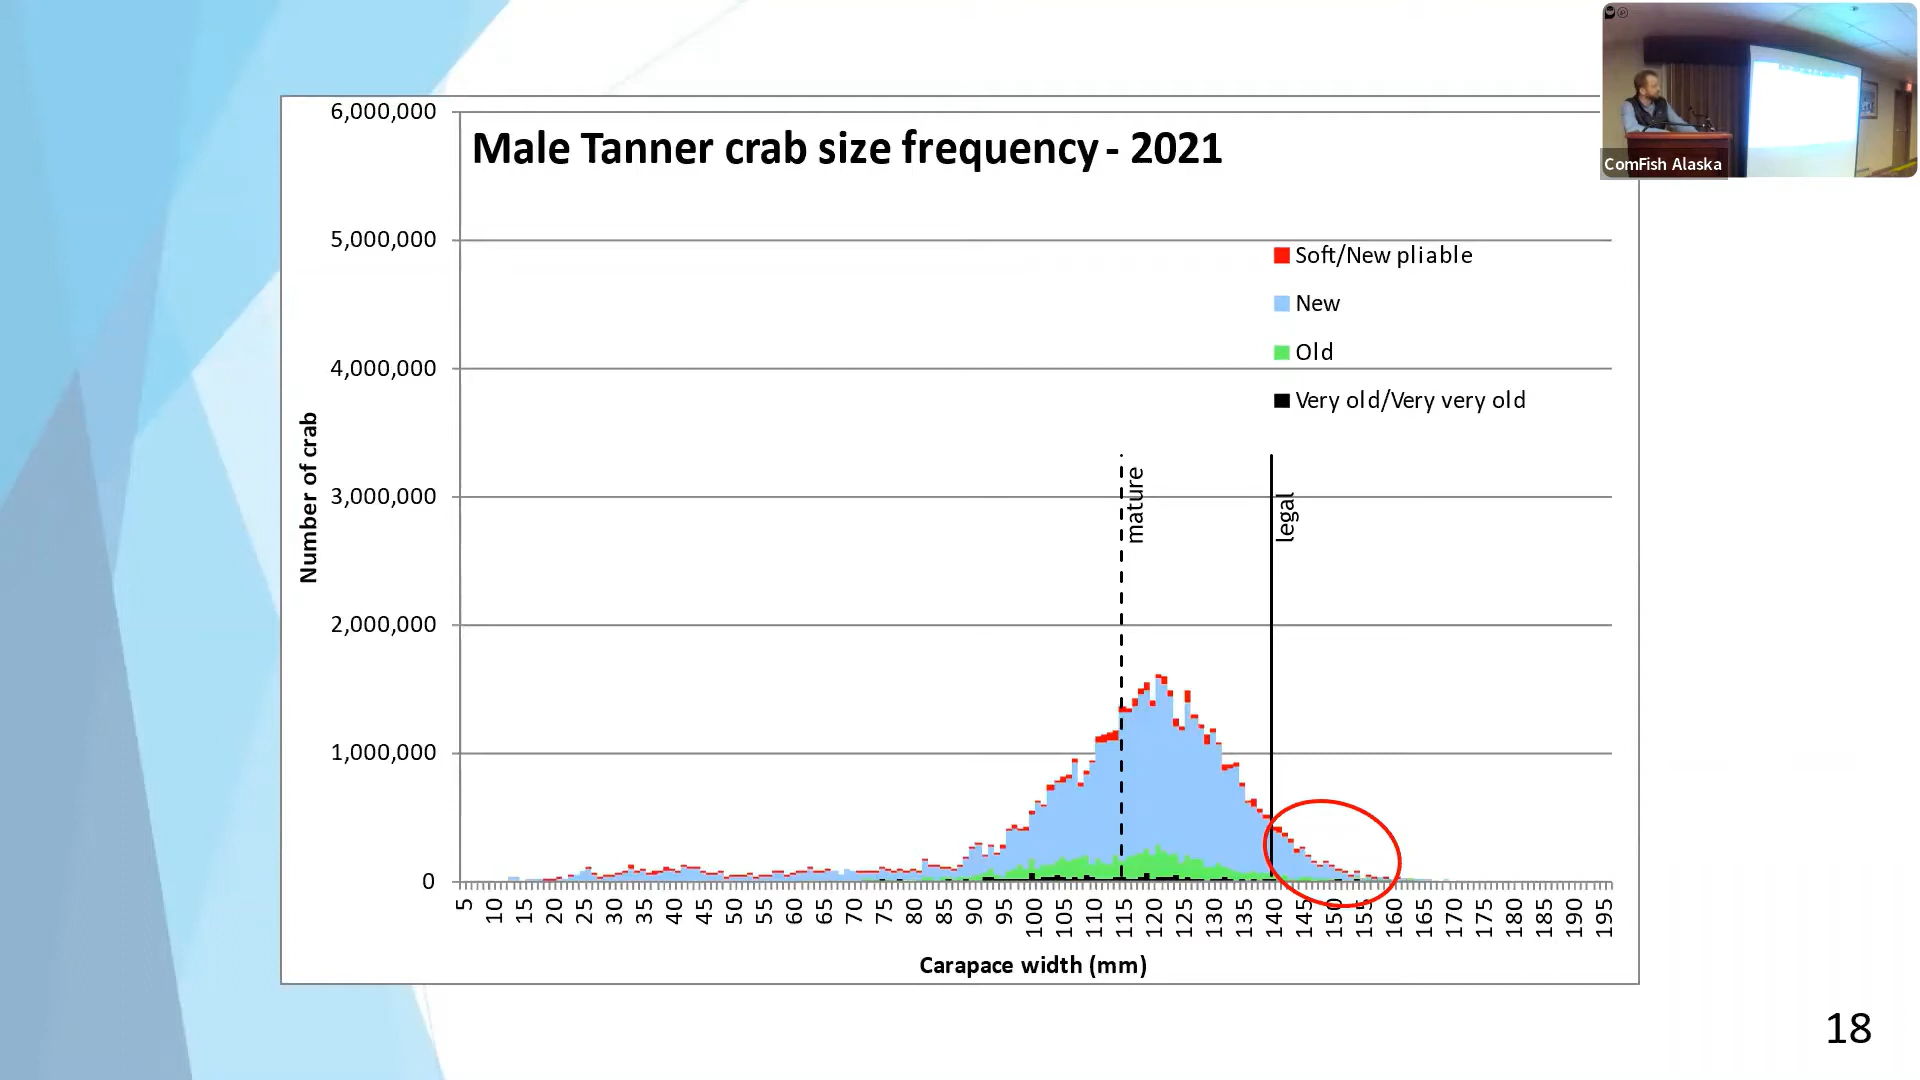 ComFish Alaska
Male Tanner crab size frequency - 2021
6,000,000
5,000,000
4,000,000
3,000,000
2,000,000
1,000,000
0
Number of crab
Soft/New pliable
New
Old
Very old/Very very old
mature
legal
5 10 15 20 25 30 35 40 45 50 55 60 65 70 75 80 85 90 95 100 105 110 115 120 125 130 135 140 145 150 155 160 165 170 175 180 185 190 195
Carapace width (mm)
18